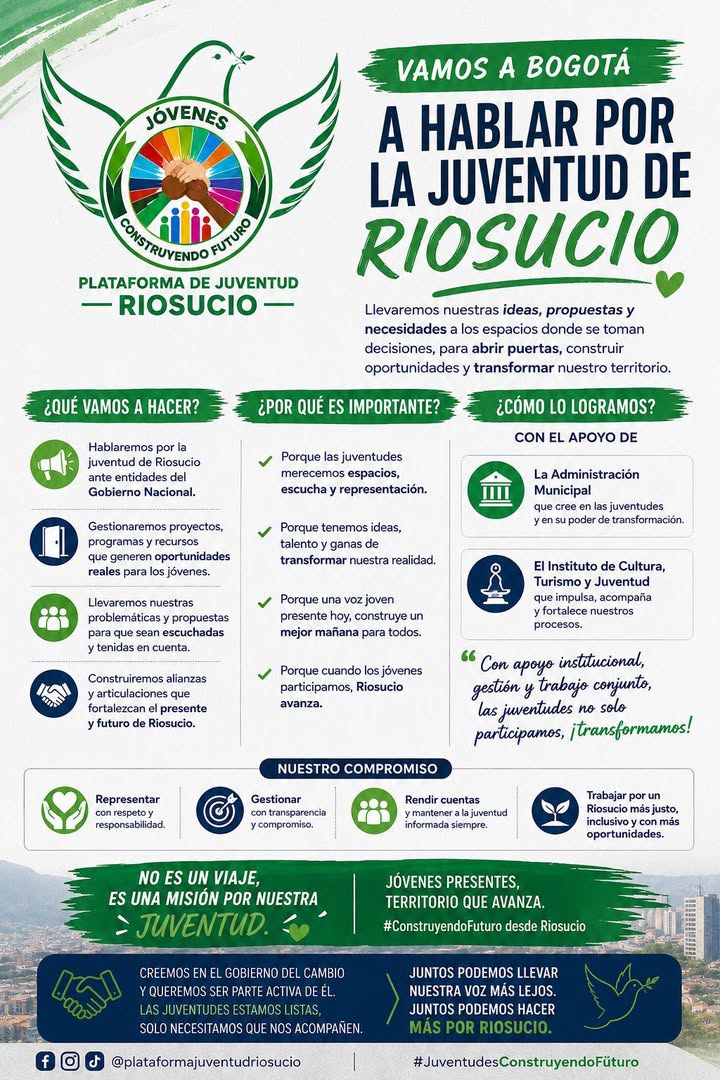 JÓVENES
CONSTRUYENDO FUTURO
PLATAFORMA DE JUVENTUD
RIOSUCIO
VAMOS A BOGOTÁ
A HABLAR POR
LA JUVENTUD DE
RIOSUCIO
Llevaremos nuestras ideas, propuestas y
necesidades a los espacios donde se toman
decisiones, para abrir puertas, construir
oportunidades y transformar nuestro territorio.
¿QUÉ VAMOS A HACER?
Hablaremos por la
juventud de Riosucio
ante entidades del
Gobierno Nacional.
Gestionaremos proyectos,
programas y recursos
que generen oportunidades
reales para los jóvenes.
Llevaremos nuestras
problemáticas y propuestas
para que sean escuchadas
y tenidas en cuenta.
Construiremos alianzas
y articulaciones que
fortalezcan el presente
y futuro de Riosucio.
¿POR QUÉ ES IMPORTANTE?
Porque las juventudes
merecemos espacios,
escucha y representación.
Porque tenemos ideas,
talento y ganas de
transformar nuestra realidad.
Porque una voz joven
presente hoy, construye un
mejor mañana para todos.
Porque cuando los jóvenes
participamos, Riosucio
avanza.
¿CÓMO LO LOGRAMOS?
CON EL APOYO DE
La Administración
Municipal
que cree en las juventudes
y en su poder de transformación.
El Instituto de Cultura,
Turismo y Juventud
que impulsa, acompaña
y fortalece nuestros
procesos.
“Con apoyo institucional,
gestión y trabajo conjunto,
las juventudes no solo
participamos, ¡transformamos!
NUESTRO COMPROMISO
Representar
con respeto y
responsabilidad.
Gestionar
con transparencia
y compromiso.
Rendir cuentas
y mantener a la juventud
informada siempre.
Trabajar por un
Riosucio más justo,
inclusivo y con más
oportunidades.
NO ES UN VIAJE,
ES UNA MISIÓN POR NUESTRA
JUVENTUD.
JÓVENES PRESENTES,
TERRITORIO QUE AVANZA.
#ConstruyendoFuturo desde Riosucio
CREEMOS EN EL GOBIERNO DEL CAMBIO
Y QUEREMOS SER PARTE ACTIVA DE ÉL.
LAS JUVENTUDES ESTAMOS LISTAS,
SOLO NECESITAMOS QUE NOS ACOMPAÑEN.
JUNTOS PODEMOS LLEVAR
NUESTRA VOZ MÁS LEJOS.
JUNTOS PODEMOS HACER
MÁS POR RIOSUCIO.
@plataformajuventudriosucio
#JuventudesConstruyendoFüturo